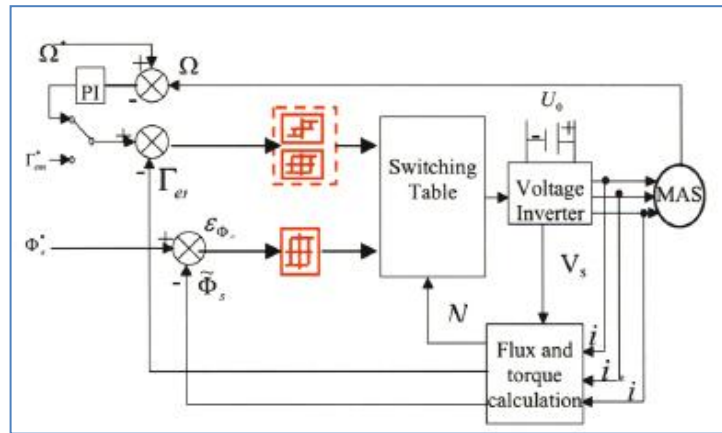 Ω*
+
Ω
-
PI
U₀
- +
+
Γ*em
-
Γem
Switching
Table
Voltage
Inverter
MAS
Φ*s
+
εΦs
-
Φ̃s
Vs
N
Flux and
torque
calculation
i
i
i